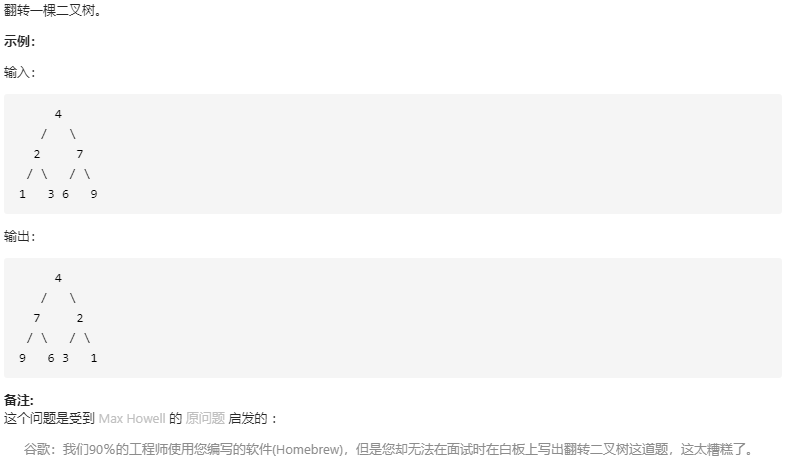 翻转一棵二叉树。
示例：
输入：
4
/ \
2 7
/ \ / \
1 3 6 9
输出：
4
/ \
7 2
/ \ / \
9 6 3 1
备注:
这个问题是受到 Max Howell 的 原问题 启发的 ：
谷歌：我们90％的工程师使用您编写的软件(Homebrew)，但是您却无法在面试时在白板上写出翻转二叉树这道题，这太糟糕了。